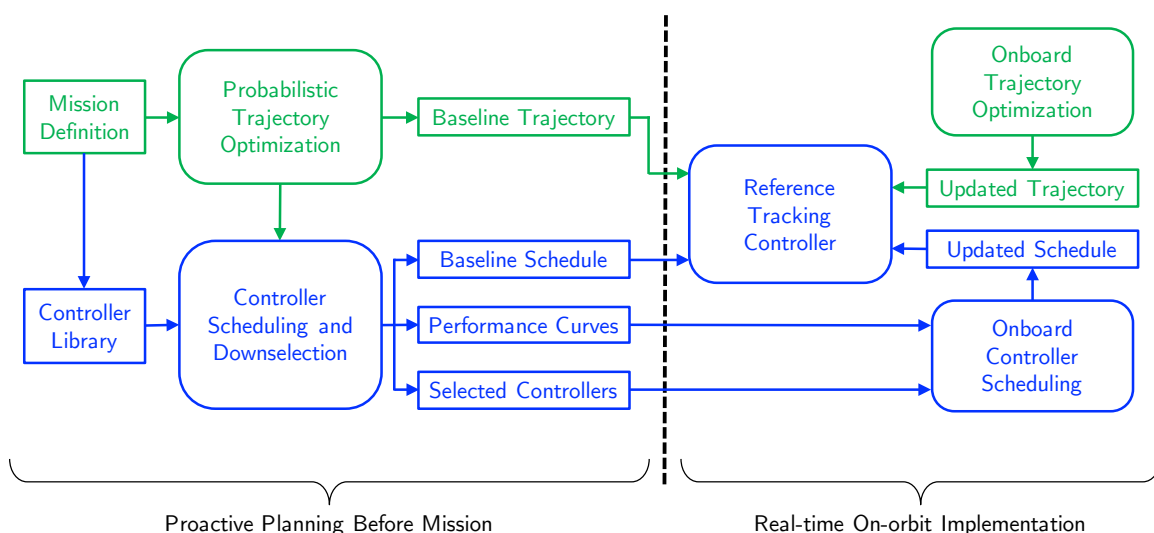 Mission
Definition
Probabilistic
Trajectory
Optimization
Baseline Trajectory
Onboard
Trajectory
Optimization
Reference
Tracking
Controller
Updated Trajectory
Updated Schedule
Controller
Library
Controller
Scheduling and
Downselection
Baseline Schedule
Performance Curves
Selected Controllers
Onboard
Controller
Scheduling
Proactive Planning Before Mission
Real-time On-orbit Implementation